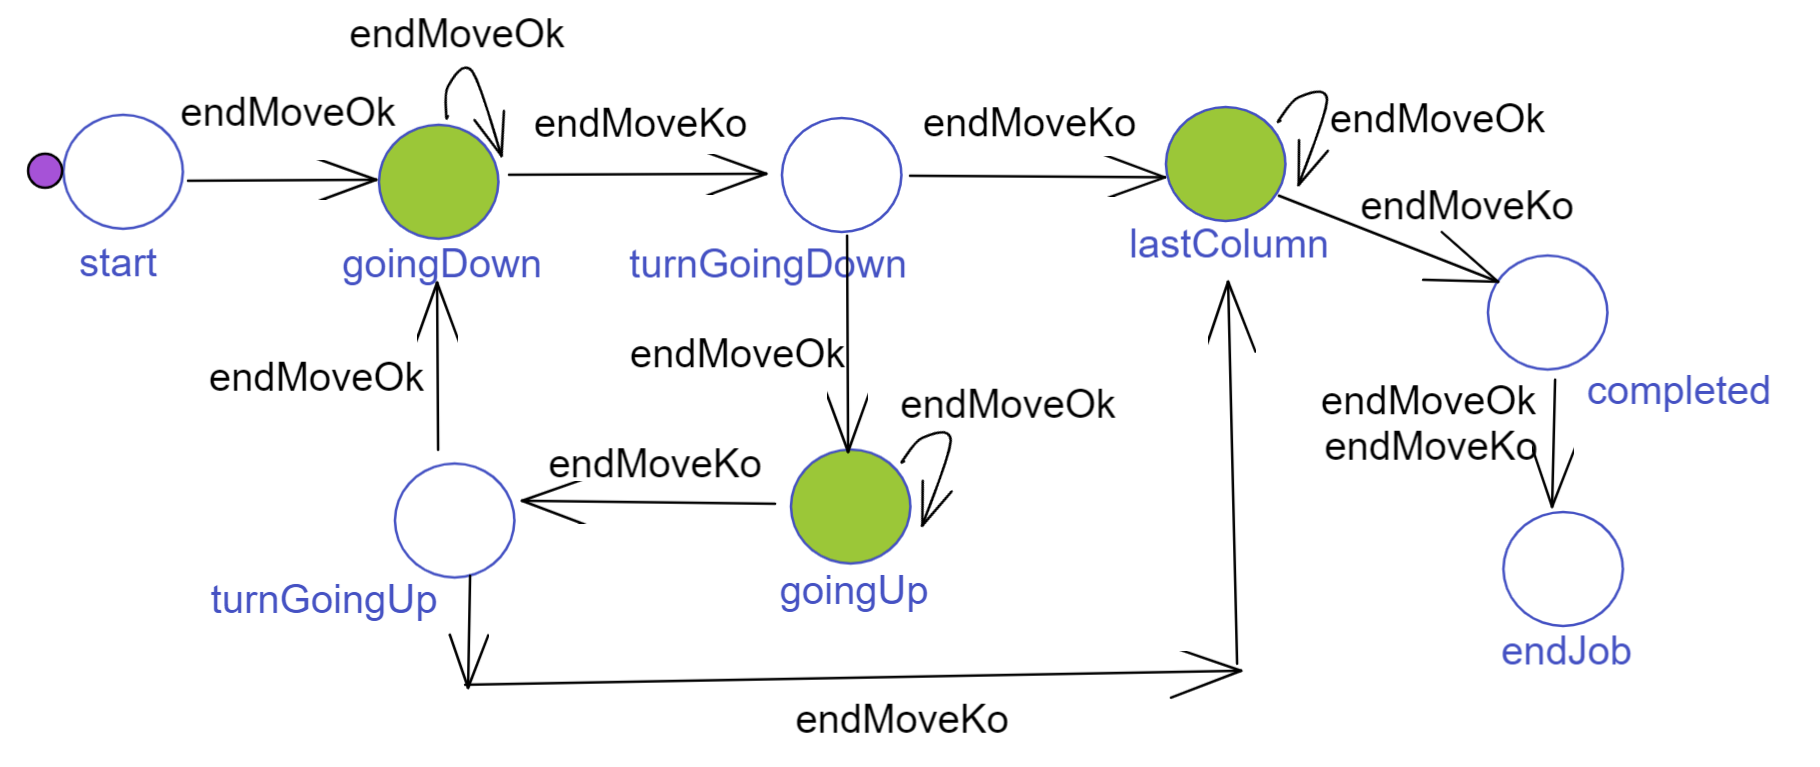 endMoveOk
endMoveOk
endMoveKo
endMoveKo
endMoveOk
start
goingDown
turnGoingDown
lastColumn
endMoveKo
endMoveOk
endMoveOk
endMoveOk
endMoveKo
completed
endMoveOk
endMoveKo
turnGoingUp
goingUp
endJob
endMoveKo